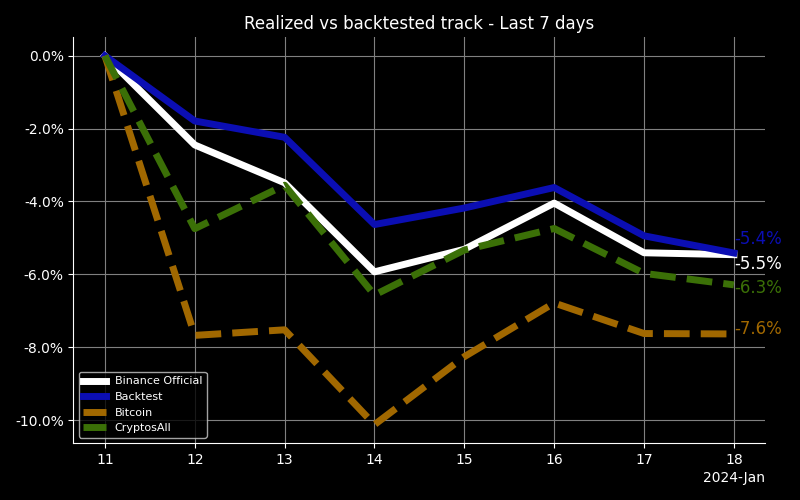 Realized vs backtested track - Last 7 days
0.0%
-2.0%
-4.0%
-6.0%
-8.0%
-10.0%
-5.4%
-5.5%
-6.3%
-7.6%
Binance Official
Backtest
Bitcoin
CryptosAll
11 12 13 14 15 16 17 18
2024-Jan